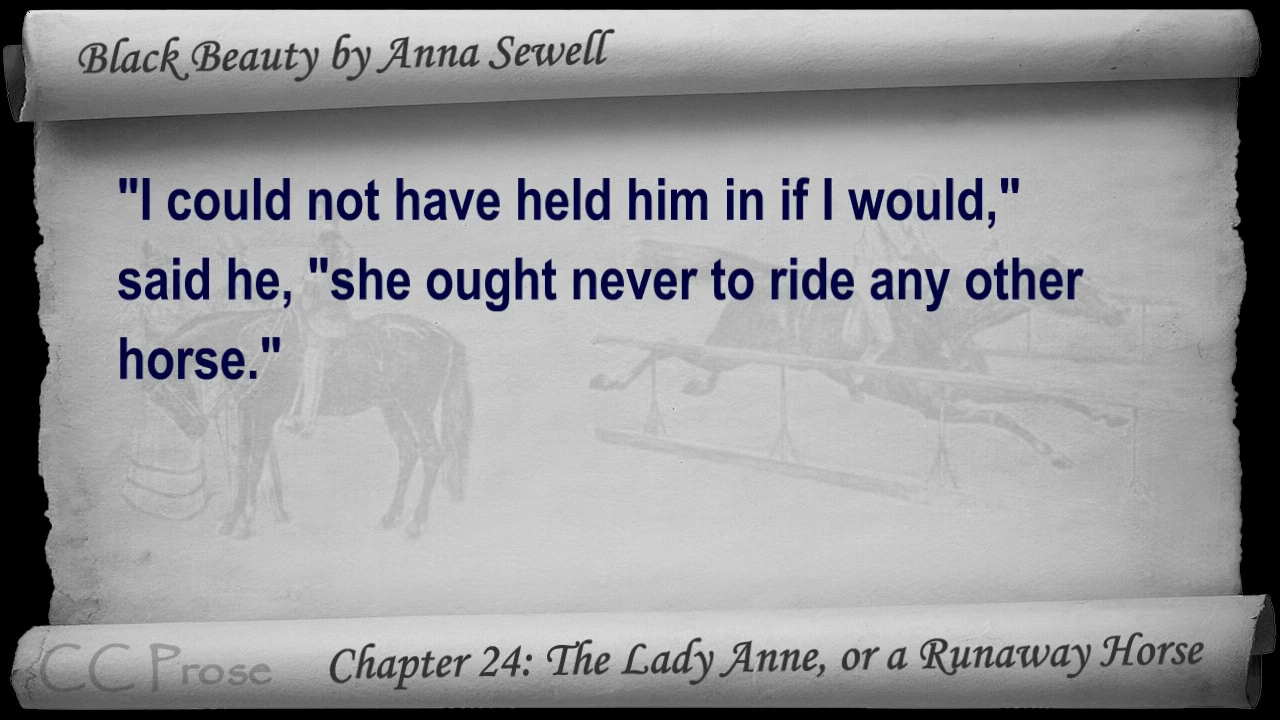 Black Beauty by Anna Sewell
"I could not have held him in if I would,"
said he, "she ought never to ride any other
horse."
CC Prose
Chapter 24: The Lady Anne, or a Runaway Horse